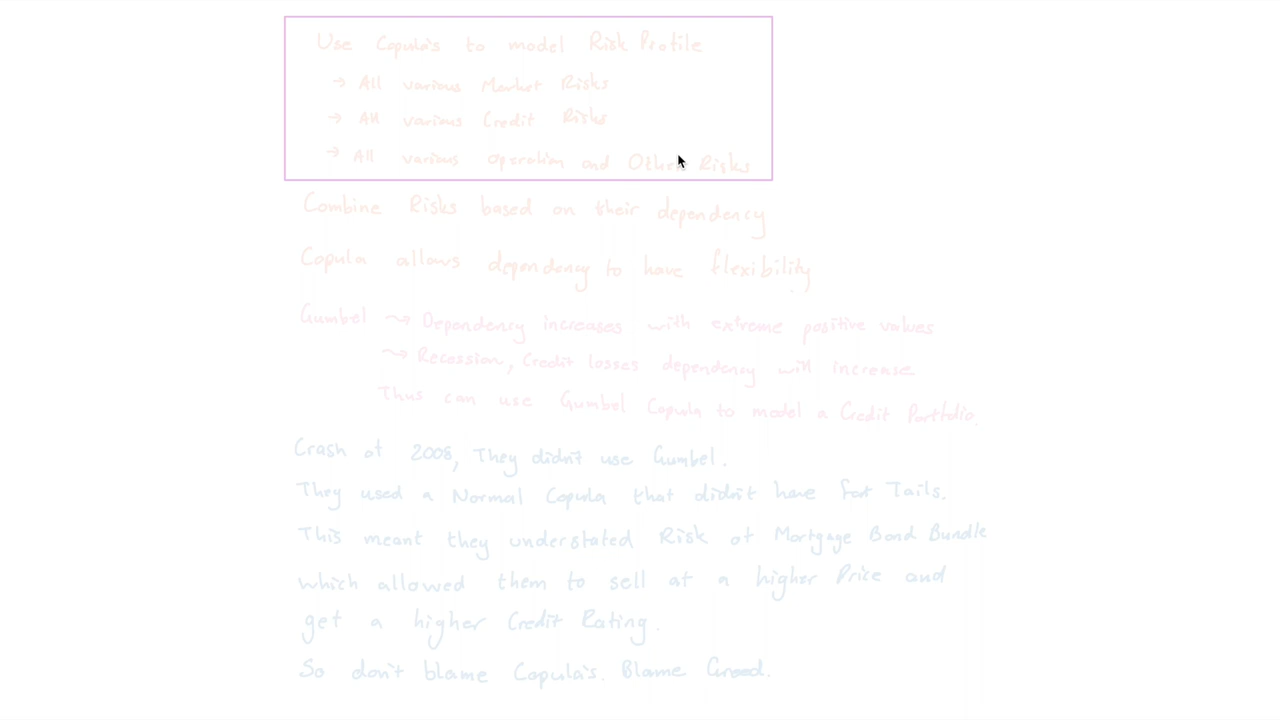 Use Copula's to model Risk Profile
→ All various Market Risks
→ All various Credit Risks
→ All various Operation and Other Risks
Combine Risks based on their dependency
Copula allows dependency to have flexibility
Gumbel ⤳ Dependency increases with extreme positive values
⤳ Recession, Credit losses dependency will increase
Thus can use Gumbel Copula to model a Credit Portfolio.
Crash of 2008, They didn't use Gumbel.
They used a Normal Copula that didn't have fat Tails.
This meant they understated Risk of Mortgage Bond Bundle
which allowed them to sell at a higher Price and
get a higher Credit Rating.
So don't blame Copula's. Blame Greed.